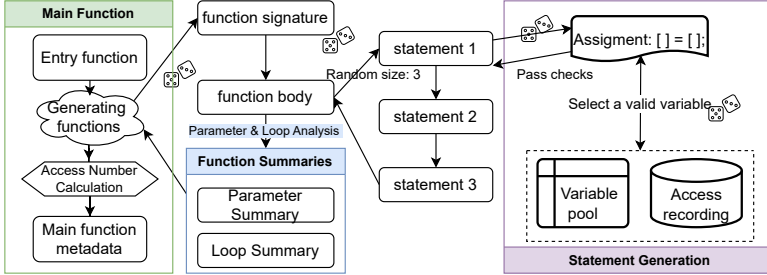 Main Function
Entry function
Generating
functions
Access Number
Calculation
Main function
metadata
function signature
function body
Parameter & Loop Analysis
Function Summaries
Parameter
Summary
Loop Summary
Random size: 3
statement 1
statement 2
statement 3
Assigment: [ ] = [ ];
Pass checks
Select a valid variable
Variable
pool
Access
recording
Statement Generation